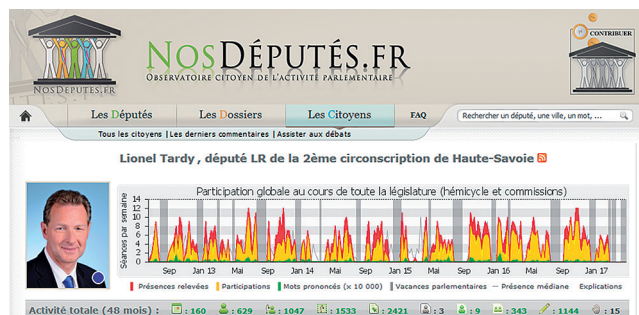 CONTRIBUER
NOSDÉPUTÉS.FR
OBSERVATOIRE CITOYEN DE L'ACTIVITÉ PARLEMENTAIRE
NOSDEPUTES.FR
Les Députés Les Dossiers Les Citoyens FAQ Rechercher un député, une ville, un mot, ...
Tous les citoyens | Les derniers commentaires | Assister aux débats
Lionel Tardy, député LR de la 2ème circonscription de Haute-Savoie
Participation globale au cours de toute la législature (hémicycle et commissions)
Séances par semaine
14
12
10
8
6
4
2
0
Sep Jan 13 Mai Sep Jan 14 Mai Sep Jan 15 Mai Sep Jan 16 Mai Sep Jan 17
Présences relevées Participations Mots prononcés (x 10 000) Vacances parlementaires Présence médiane Explications
Activité totale (48 mois) : : 160 : 629 : 1047 : 1533 : 2421 : 3 : 9 : 343 : 1144 : 15